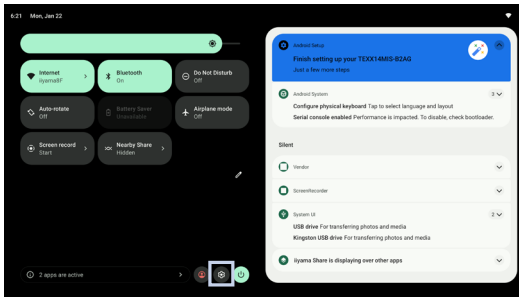 6:21 Mon, Jan 22
Internet
iiyama8F
Bluetooth
On
Do Not Disturb
Off
Auto-rotate
Off
Battery Saver
Unavailable
Airplane mode
Off
Screen record
Start
Nearby Share
Hidden
2 apps are active
Android Setup
Finish setting up your TEXX14MIS-B2AG
Just a few more steps
Android System
3
Configure physical keyboard Tap to select language and layout
Serial console enabled Performance is impacted. To disable, check bootloader.
Silent
Vendor
ScreenRecorder
System UI
2
USB drive For transferring photos and media
Kingston USB drive For transferring photos and media
iiyama Share is displaying over other apps